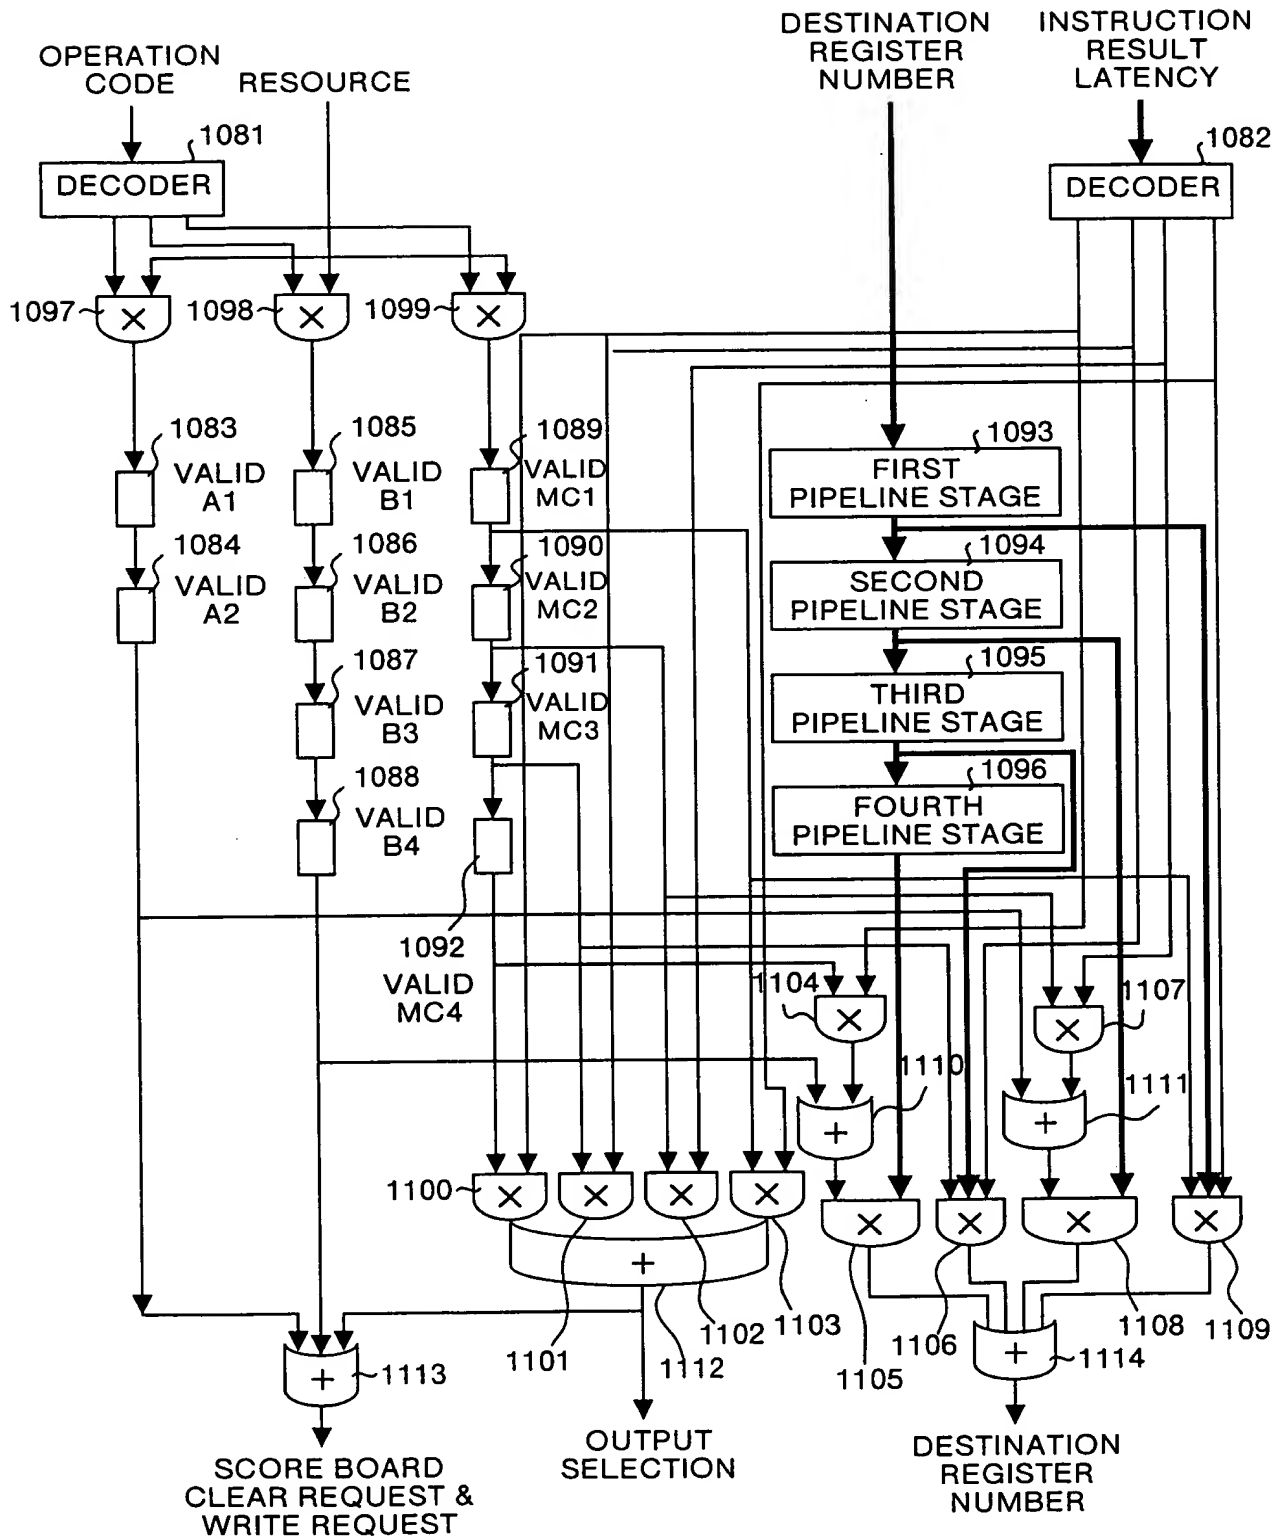 OPERATION
CODE
RESOURCE
DESTINATION
REGISTER
NUMBER
INSTRUCTION
RESULT
LATENCY
1081
DECODER
1082
DECODER
1097
×
1098
×
1099
×
1083
VALID
A1
1085
VALID
B1
1089
VALID
MC1
1093
FIRST
PIPELINE STAGE
1084
VALID
A2
1086
VALID
B2
1090
VALID
MC2
1094
SECOND
PIPELINE STAGE
1087
VALID
B3
1091
VALID
MC3
1095
THIRD
PIPELINE STAGE
1088
VALID
B4
1096
FOURTH
PIPELINE STAGE
1092
VALID
MC4
1104
×
1107
×
1110
+
1111
+
1100
×
×
×
×
×
×
×
×
+
1101
1102
1103
1112
1105
1106
1108
1109
+
1113
+
1114
SCORE BOARD
CLEAR REQUEST &
WRITE REQUEST
OUTPUT
SELECTION
DESTINATION
REGISTER
NUMBER